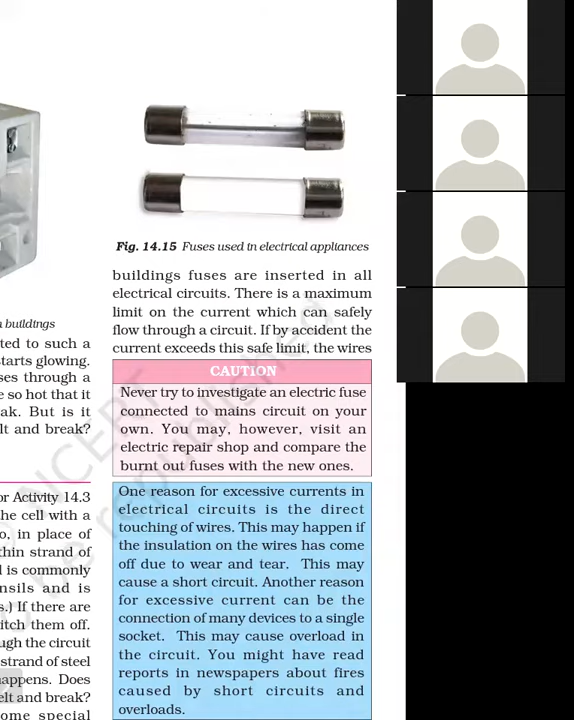 Fig. 14.15 Fuses used in electrical appliances
buildings fuses are inserted in all
electrical circuits. There is a maximum
limit on the current which can safely
flow through a circuit. If by accident the
current exceeds this safe limit, the wires
CAUTION
Never try to investigate an electric fuse
connected to mains circuit on your
own. You may, however, visit an
electric repair shop and compare the
burnt out fuses with the new ones.
One reason for excessive currents in
electrical circuits is the direct
touching of wires. This may happen if
the insulation on the wires has come
off due to wear and tear. This may
cause a short circuit. Another reason
for excessive current can be the
connection of many devices to a single
socket. This may cause overload in
the circuit. You might have read
reports in newspapers about fires
caused by short circuits and
overloads.
buildings
ted to such a
starts glowing.
ses through a
e so hot that it
ak. But is it
lt and break?
or Activity 14.3
he cell with a
o, in place of
thin strand of
l is commonly
nsils and is
s.) If there are
itch them off.
ugh the circuit
strand of steel
happens. Does
elt and break?
ome special
NCERT
be republished